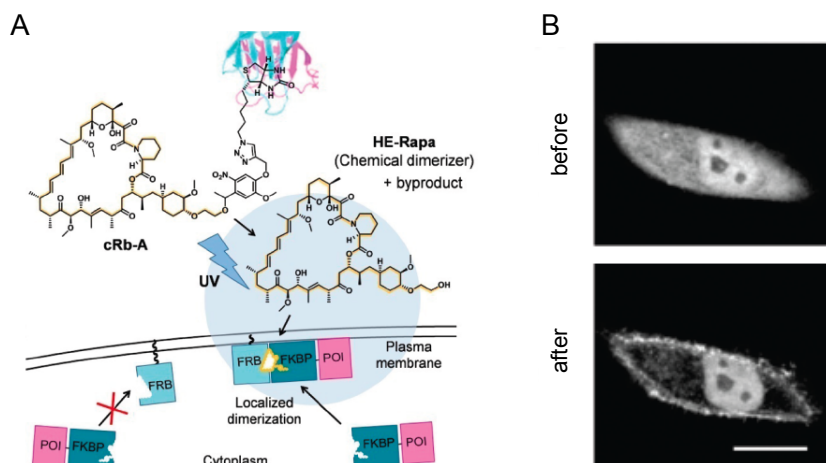 A
B
HE-Rapa
(Chemical dimerizer)
+ byproduct
cRb-A
UV
FRB
FKBP
POI
Plasma
membrane
FRB
Localized
dimerization
POI
FKBP
FKBP
POI
Cytoplasm
before
after